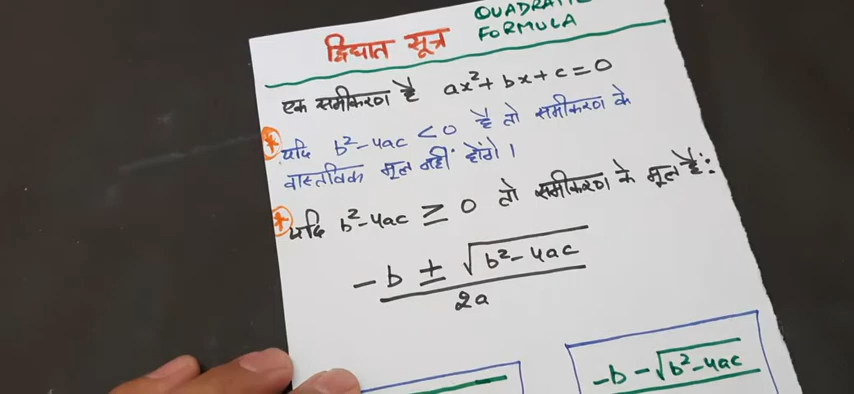 द्विघात सूत्र QUADRATIC FORMULA
एक समीकरण है ax²+bx+c=0
* यदि b²-4ac <0 है तो समीकरण के
वास्तविक मूल नहीं होंगे।
* यदि b²-4ac ≥ 0 तो समीकरण के मूल हैं:
-b ± √b²-4ac
2a
-b-√b²-4ac